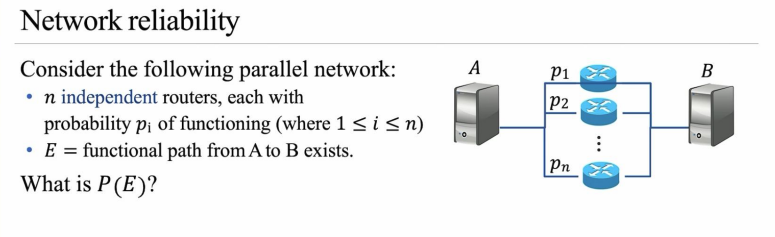 Network reliability
Consider the following parallel network:
• n independent routers, each with
probability pᵢ of functioning (where 1 ≤ i ≤ n)
• E = functional path from A to B exists.
What is P(E)?
A
p₁
p₂
⋮
pₙ
B